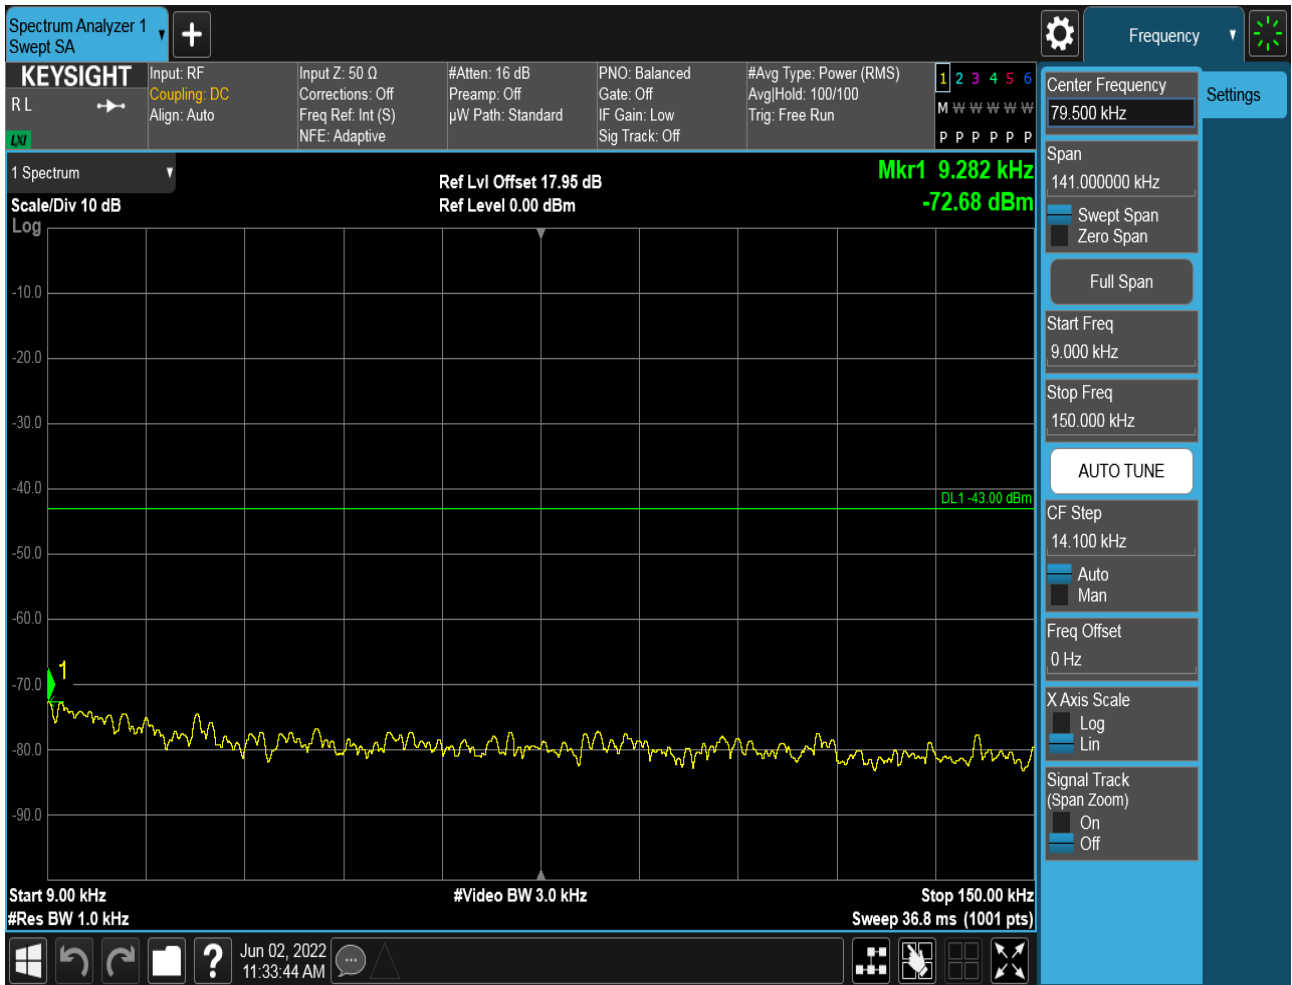 Spectrum Analyzer 1
Swept SA
Frequency
KEYSIGHT
R L
LXI
Input: RF
Coupling: DC
Align: Auto
Input Z: 50 Ω
Corrections: Off
Freq Ref: Int (S)
NFE: Adaptive
#Atten: 16 dB
Preamp: Off
µW Path: Standard
PNO: Balanced
Gate: Off
IF Gain: Low
Sig Track: Off
#Avg Type: Power (RMS)
Avg|Hold: 100/100
Trig: Free Run
1 2 3 4 5 6
M W W W W W
P P P P P P
1 Spectrum
Scale/Div 10 dB
Log
Ref Lvl Offset 17.95 dB
Ref Level 0.00 dBm
Mkr1 9.282 kHz
-72.68 dBm
-10.0
-20.0
-30.0
-40.0
DL1 -43.00 dBm
-50.0
-60.0
1
-70.0
-80.0
-90.0
Start 9.00 kHz
#Video BW 3.0 kHz
Stop 150.00 kHz
#Res BW 1.0 kHz
Sweep 36.8 ms (1001 pts)
?
Jun 02, 2022
11:33:44 AM
Center Frequency
79.500 kHz
Settings
Span
141.000000 kHz
Swept Span
Zero Span
Full Span
Start Freq
9.000 kHz
Stop Freq
150.000 kHz
AUTO TUNE
CF Step
14.100 kHz
Auto
Man
Freq Offset
0 Hz
X Axis Scale
Log
Lin
Signal Track
(Span Zoom)
On
Off